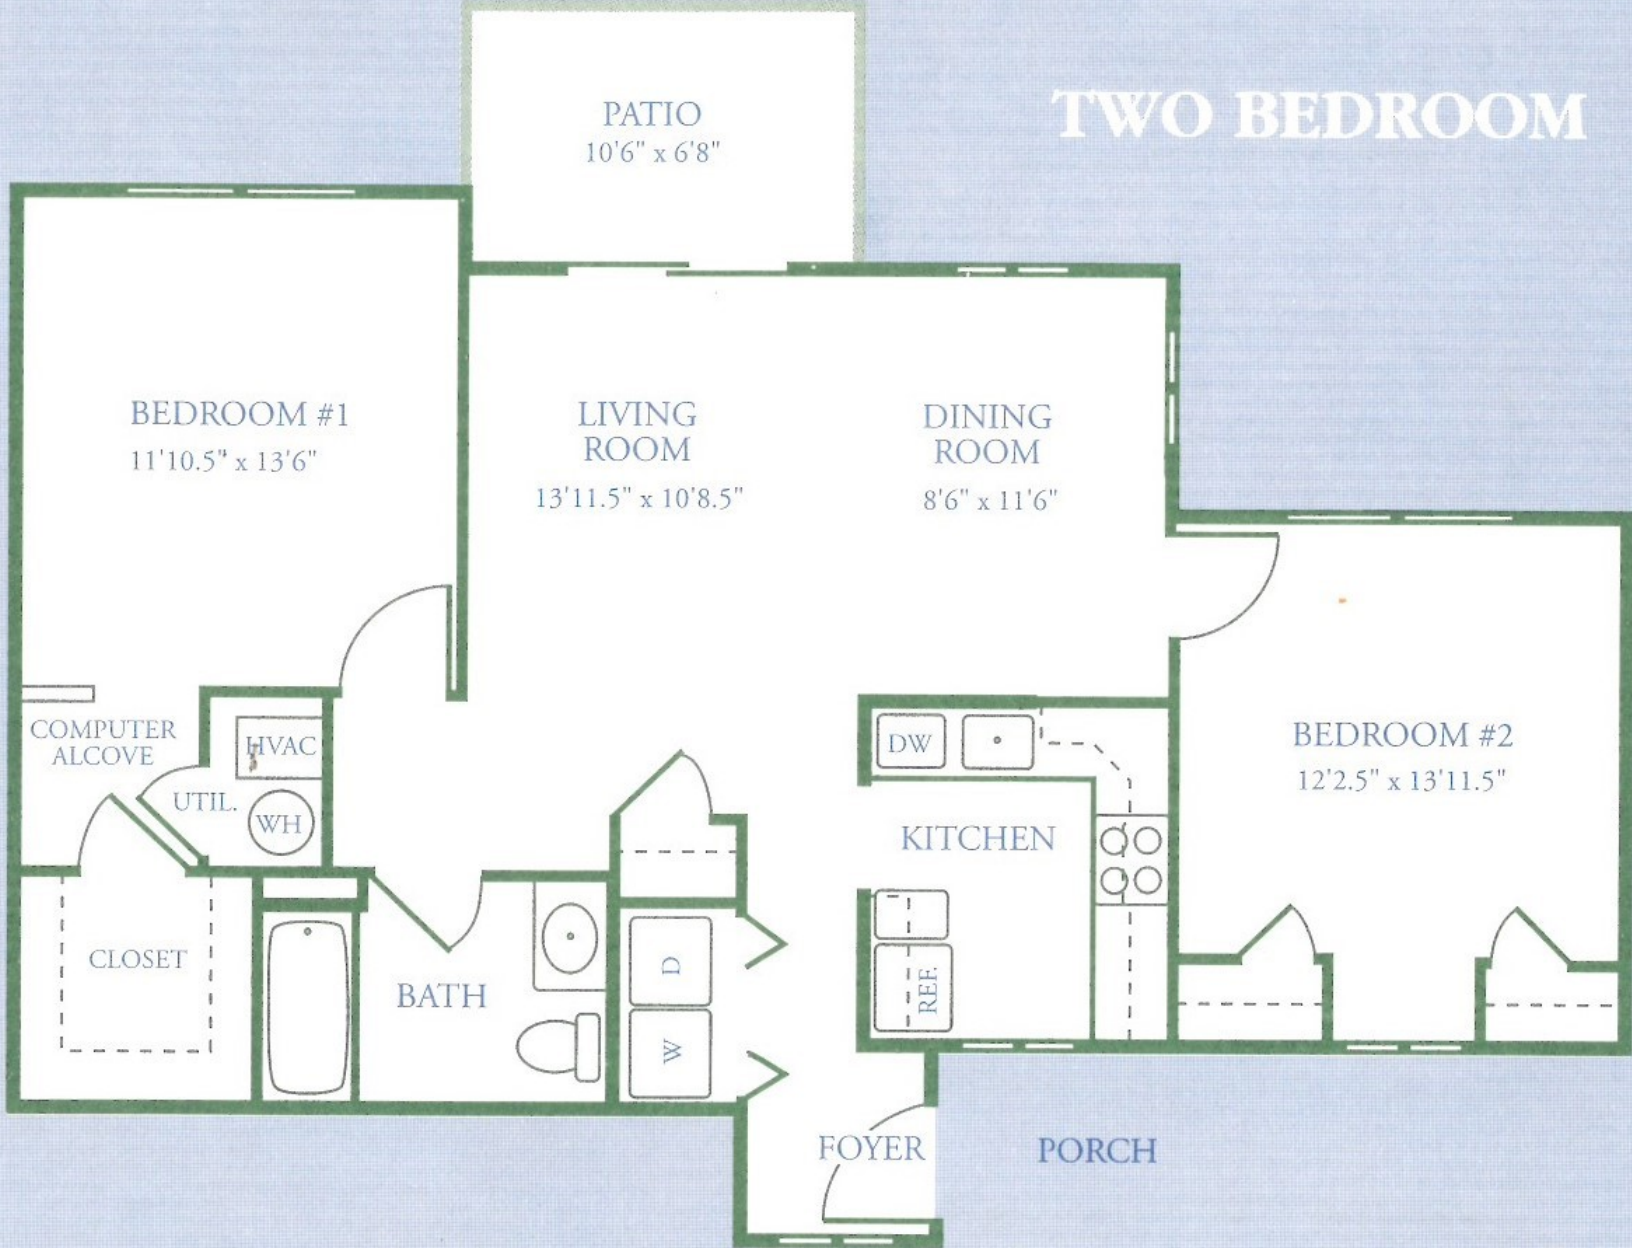 TWO BEDROOM
PATIO
10'6" x 6'8"
BEDROOM #1
11'10.5" x 13'6"
LIVING
ROOM
13'11.5" x 10'8.5"
DINING
ROOM
8'6" x 11'6"
COMPUTER
ALCOVE
HVAC
UTIL.
WH
DW
KITCHEN
BEDROOM #2
12'2.5" x 13'11.5"
CLOSET
BATH
D
W
REF.
FOYER
PORCH